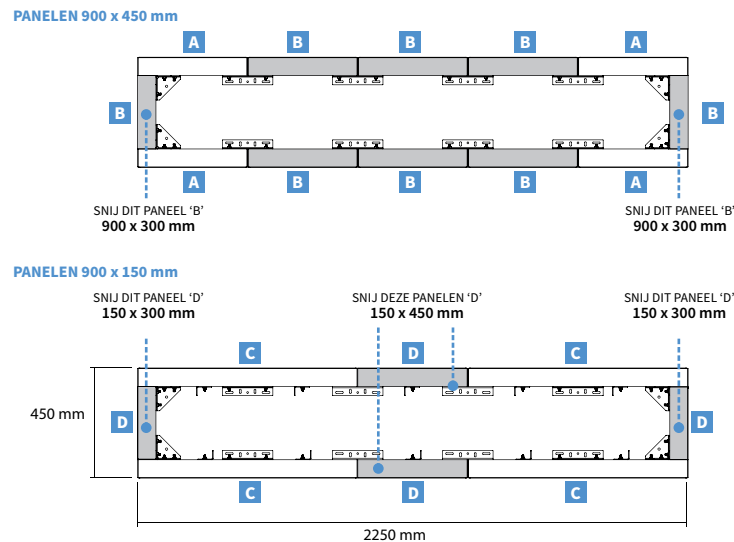 PANELEN 900 x 450 mm
A B B B A
B B
A B B B A
SNIJ DIT PANEEL ‘B’ SNIJ DIT PANEEL ‘B’
900 x 300 mm 900 x 300 mm
PANELEN 900 x 150 mm
SNIJ DIT PANEEL ‘D’ SNIJ DEZE PANELEN ‘D’ SNIJ DIT PANEEL ‘D’
150 x 300 mm 150 x 450 mm 150 x 300 mm
C D C
450 mm D D
C D C
2250 mm